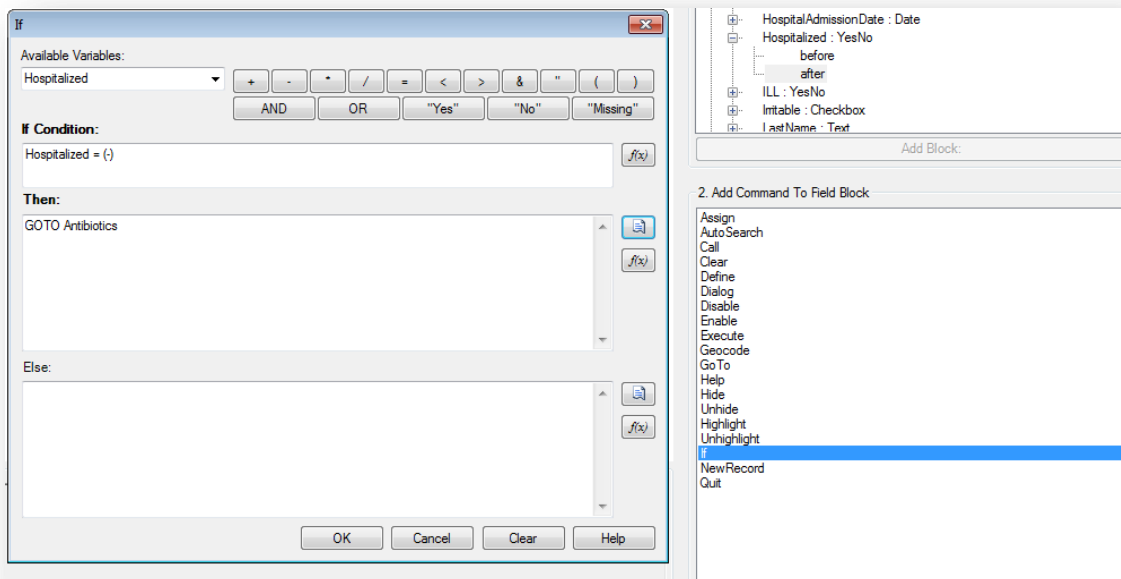 If
Available Variables:
Hospitalized
+ - * / = < > & " ( )
AND OR "Yes" "No" "Missing"
If Condition:
Hospitalized = (-)
f(x)
Then:
GOTO Antibiotics
f(x)
Else:
f(x)
OK Cancel Clear Help
HospitalAdmissionDate : Date
Hospitalized : YesNo
before
after
ILL : YesNo
Irritable : Checkbox
LastName : Text
Add Block:
2. Add Command To Field Block
Assign
AutoSearch
Call
Clear
Define
Dialog
Disable
Enable
Execute
Geocode
GoTo
Help
Hide
Unhide
Highlight
Unhighlight
If
NewRecord
Quit